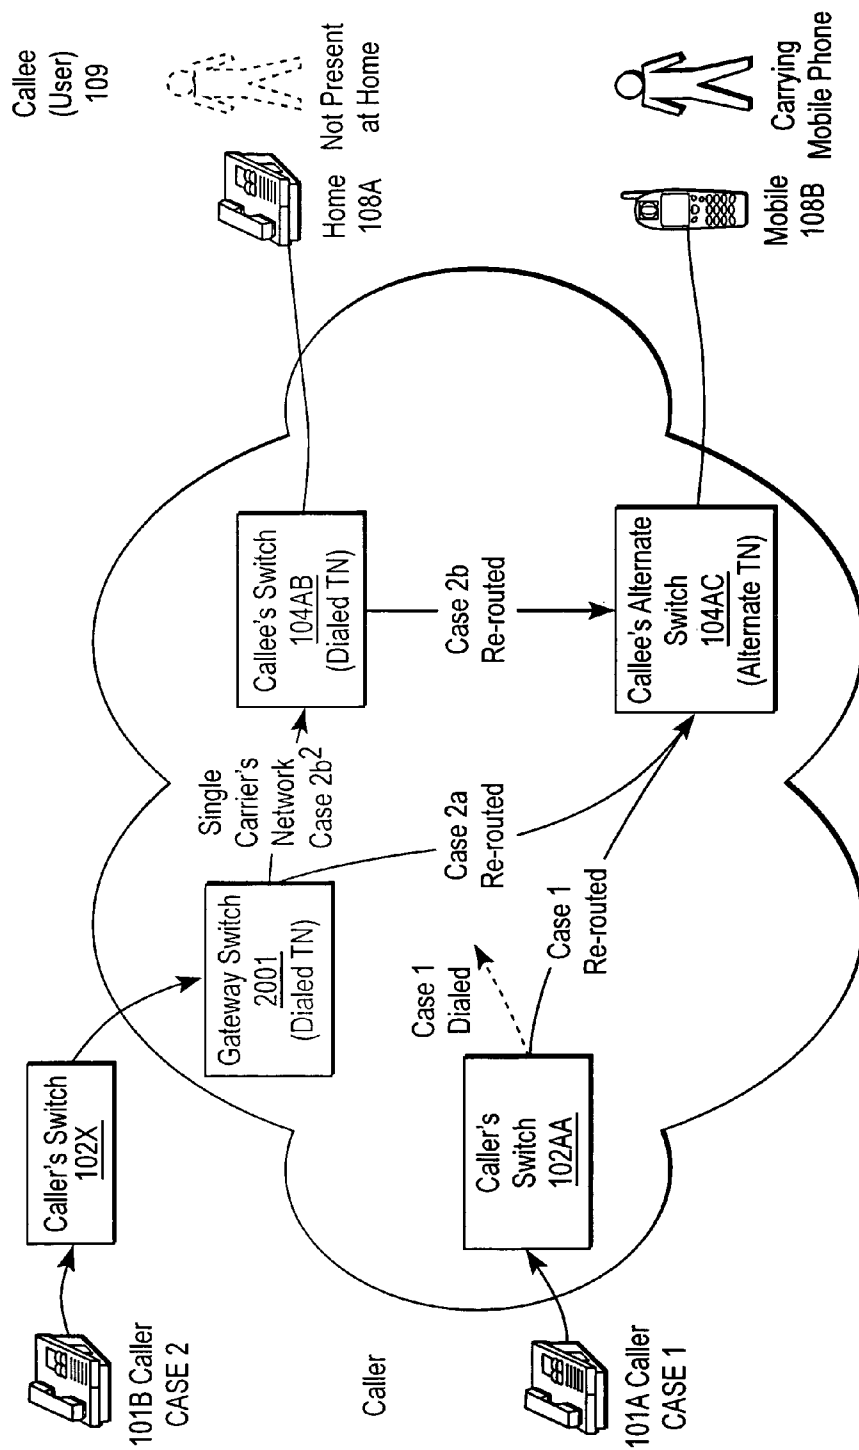 Callee
(User)
109
Not Present
at Home
Home
108A
Carrying
Mobile Phone
Mobile
108B
Callee's Switch
104AB
(Dialed TN)
Case 2b
Re-routed
Callee's Alternate
Switch
104AC
(Alternate TN)
Single
Carrier's
Network
Case 2b²
Case 2a
Re-routed
Gateway Switch
2001
(Dialed TN)
Case 1
Dialed
Case 1
Re-routed
Caller's Switch
102X
Caller's
Switch
102AA
101B Caller
CASE 2
Caller
101A Caller
CASE 1